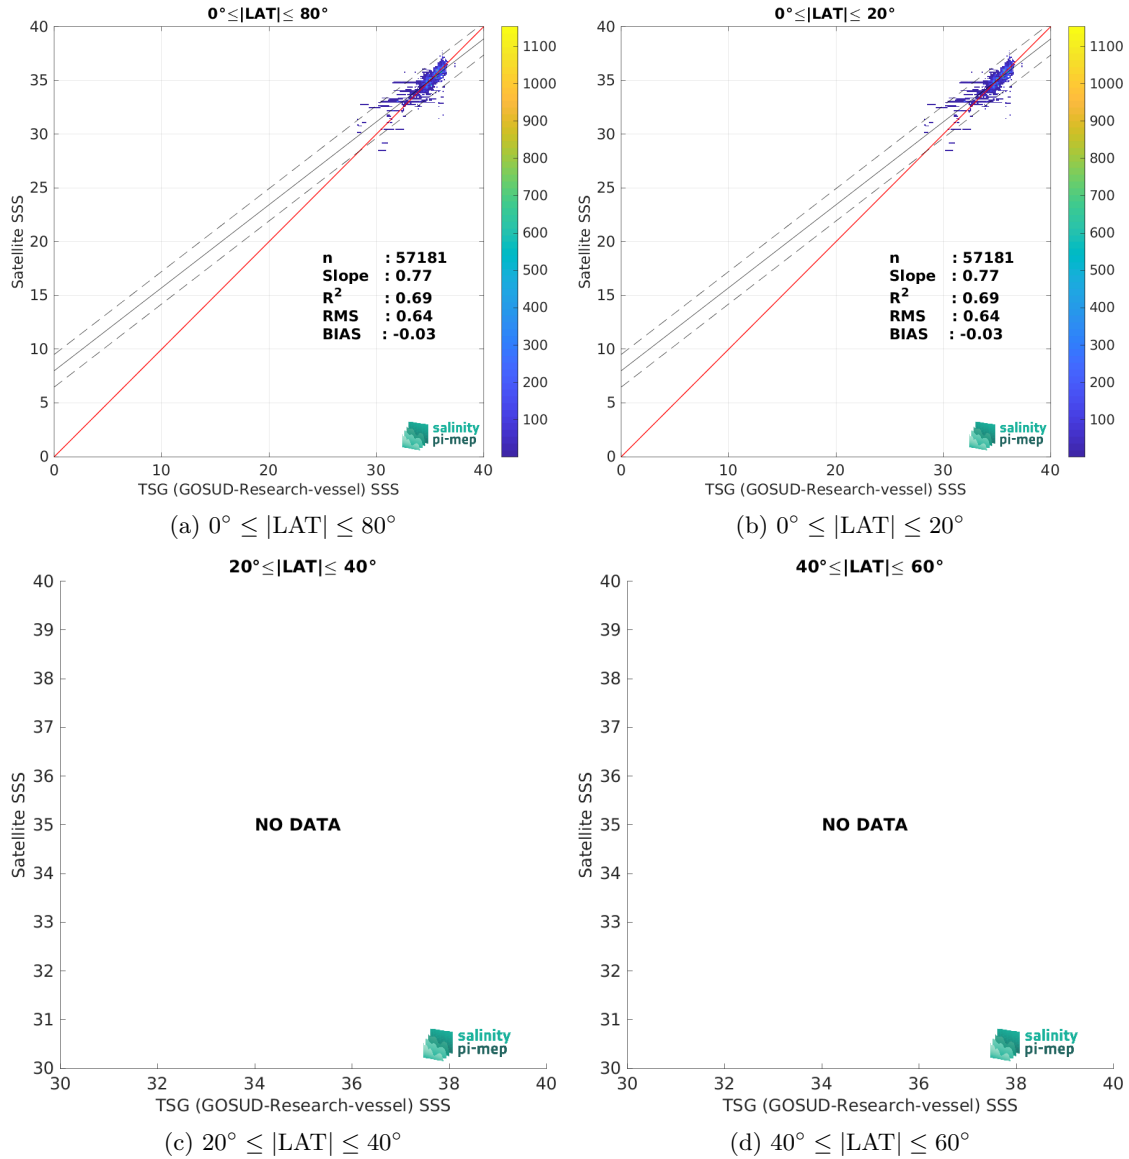 0°≤|LAT|≤ 80°
40
35
30
25
20
15
10
5
0
Satellite SSS
n : 57181
Slope : 0.77
R² : 0.69
RMS : 0.64
BIAS : -0.03
salinity
pi-mep
0 10 20 30 40
TSG (GOSUD-Research-vessel) SSS
1100
1000
900
800
700
600
500
400
300
200
100
(a) 0° ≤ |LAT| ≤ 80°
0°≤|LAT|≤ 20°
40
35
30
25
20
15
10
5
0
Satellite SSS
n : 57181
Slope : 0.77
R² : 0.69
RMS : 0.64
BIAS : -0.03
salinity
pi-mep
0 10 20 30 40
TSG (GOSUD-Research-vessel) SSS
1100
1000
900
800
700
600
500
400
300
200
100
(b) 0° ≤ |LAT| ≤ 20°
20°≤|LAT|≤ 40°
40
39
38
37
36
35
34
33
32
31
30
Satellite SSS
NO DATA
salinity
pi-mep
30 32 34 36 38 40
TSG (GOSUD-Research-vessel) SSS
(c) 20° ≤ |LAT| ≤ 40°
40°≤|LAT|≤ 60°
40
39
38
37
36
35
34
33
32
31
30
Satellite SSS
NO DATA
salinity
pi-mep
30 32 34 36 38 40
TSG (GOSUD-Research-vessel) SSS
(d) 40° ≤ |LAT| ≤ 60°